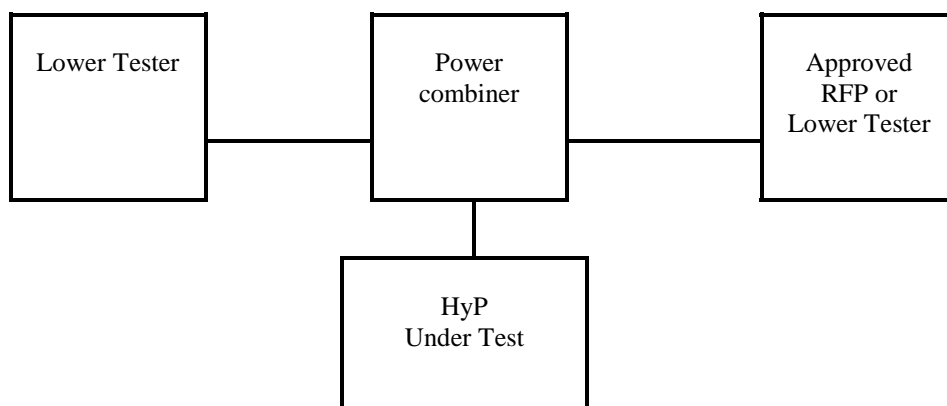 Lower Tester
Power
combiner
Approved
RFP or
Lower Tester
HyP
Under Test